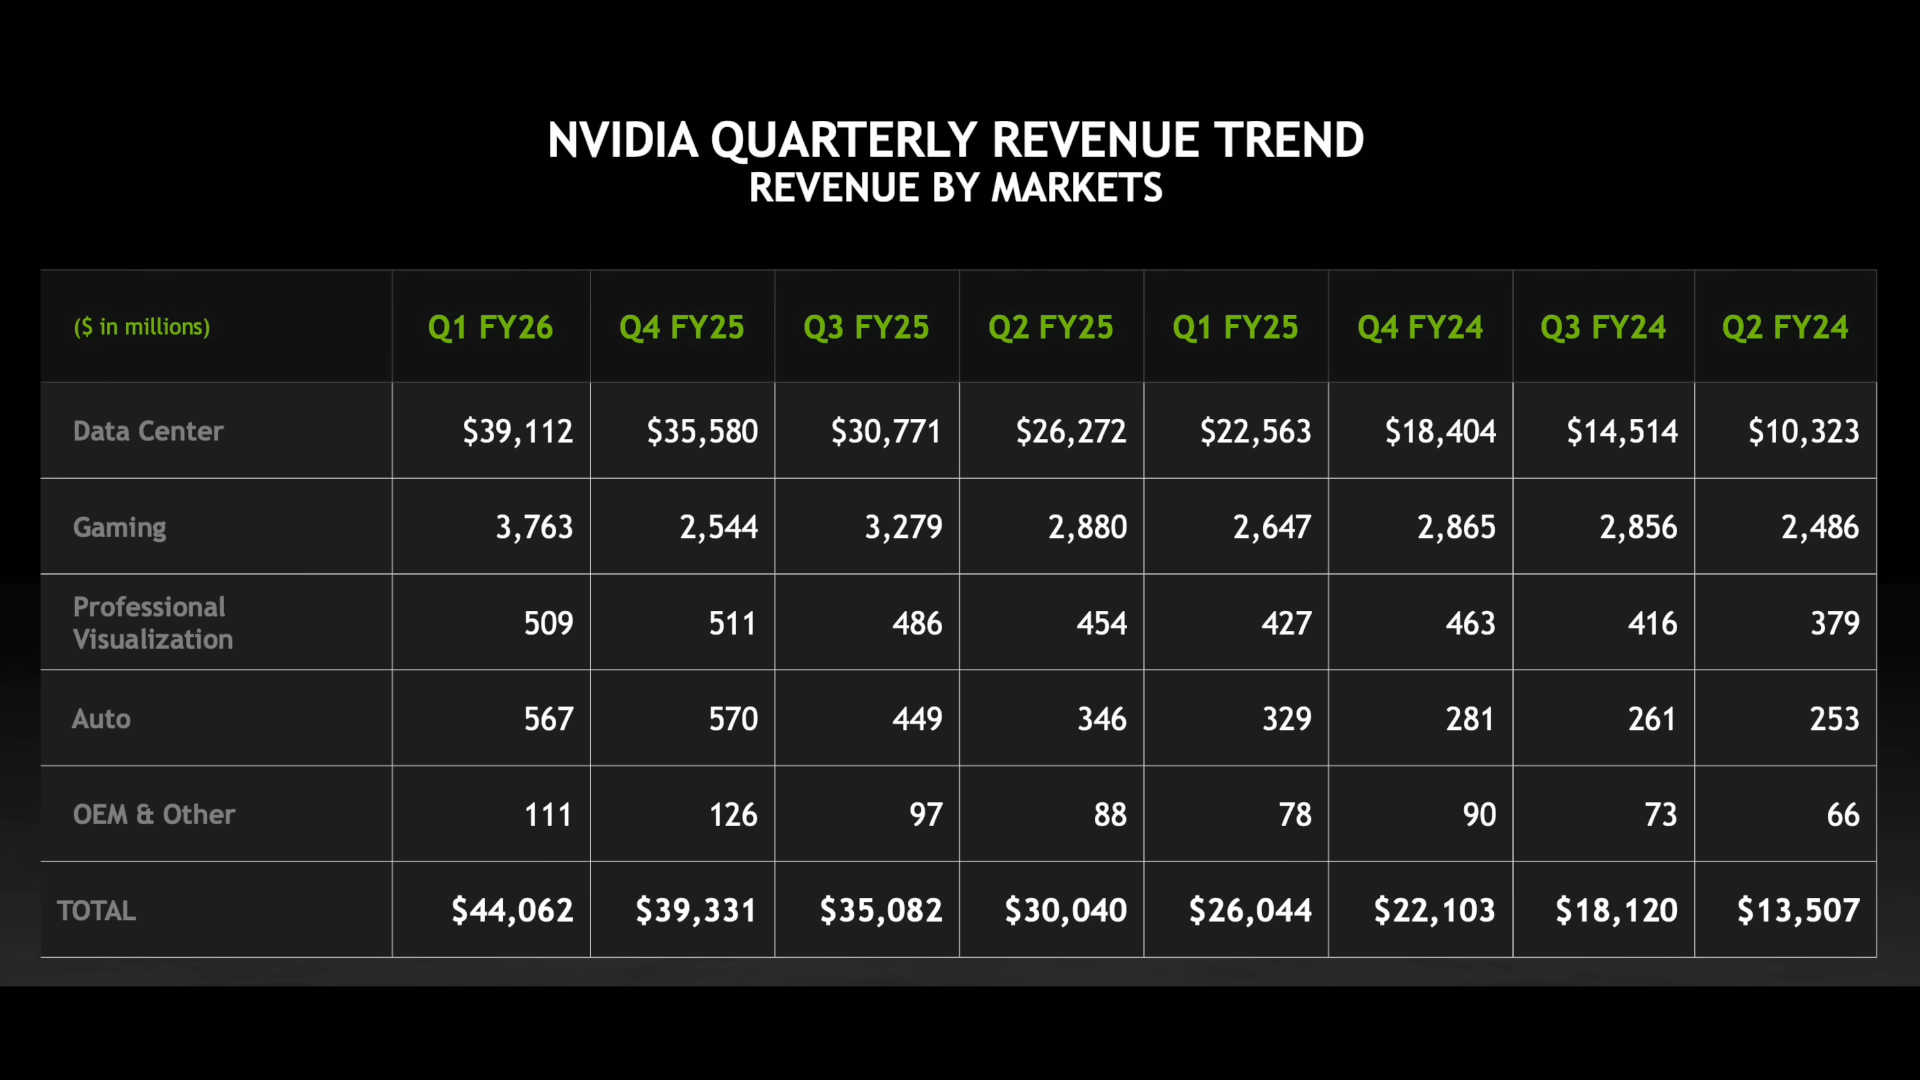 NVIDIA QUARTERLY REVENUE TREND
REVENUE BY MARKETS
($ in millions) Q1 FY26 Q4 FY25 Q3 FY25 Q2 FY25 Q1 FY25 Q4 FY24 Q3 FY24 Q2 FY24
Data Center $39,112 $35,580 $30,771 $26,272 $22,563 $18,404 $14,514 $10,323
Gaming 3,763 2,544 3,279 2,880 2,647 2,865 2,856 2,486
Professional
Visualization 509 511 486 454 427 463 416 379
Auto 567 570 449 346 329 281 261 253
OEM & Other 111 126 97 88 78 90 73 66
TOTAL $44,062 $39,331 $35,082 $30,040 $26,044 $22,103 $18,120 $13,507